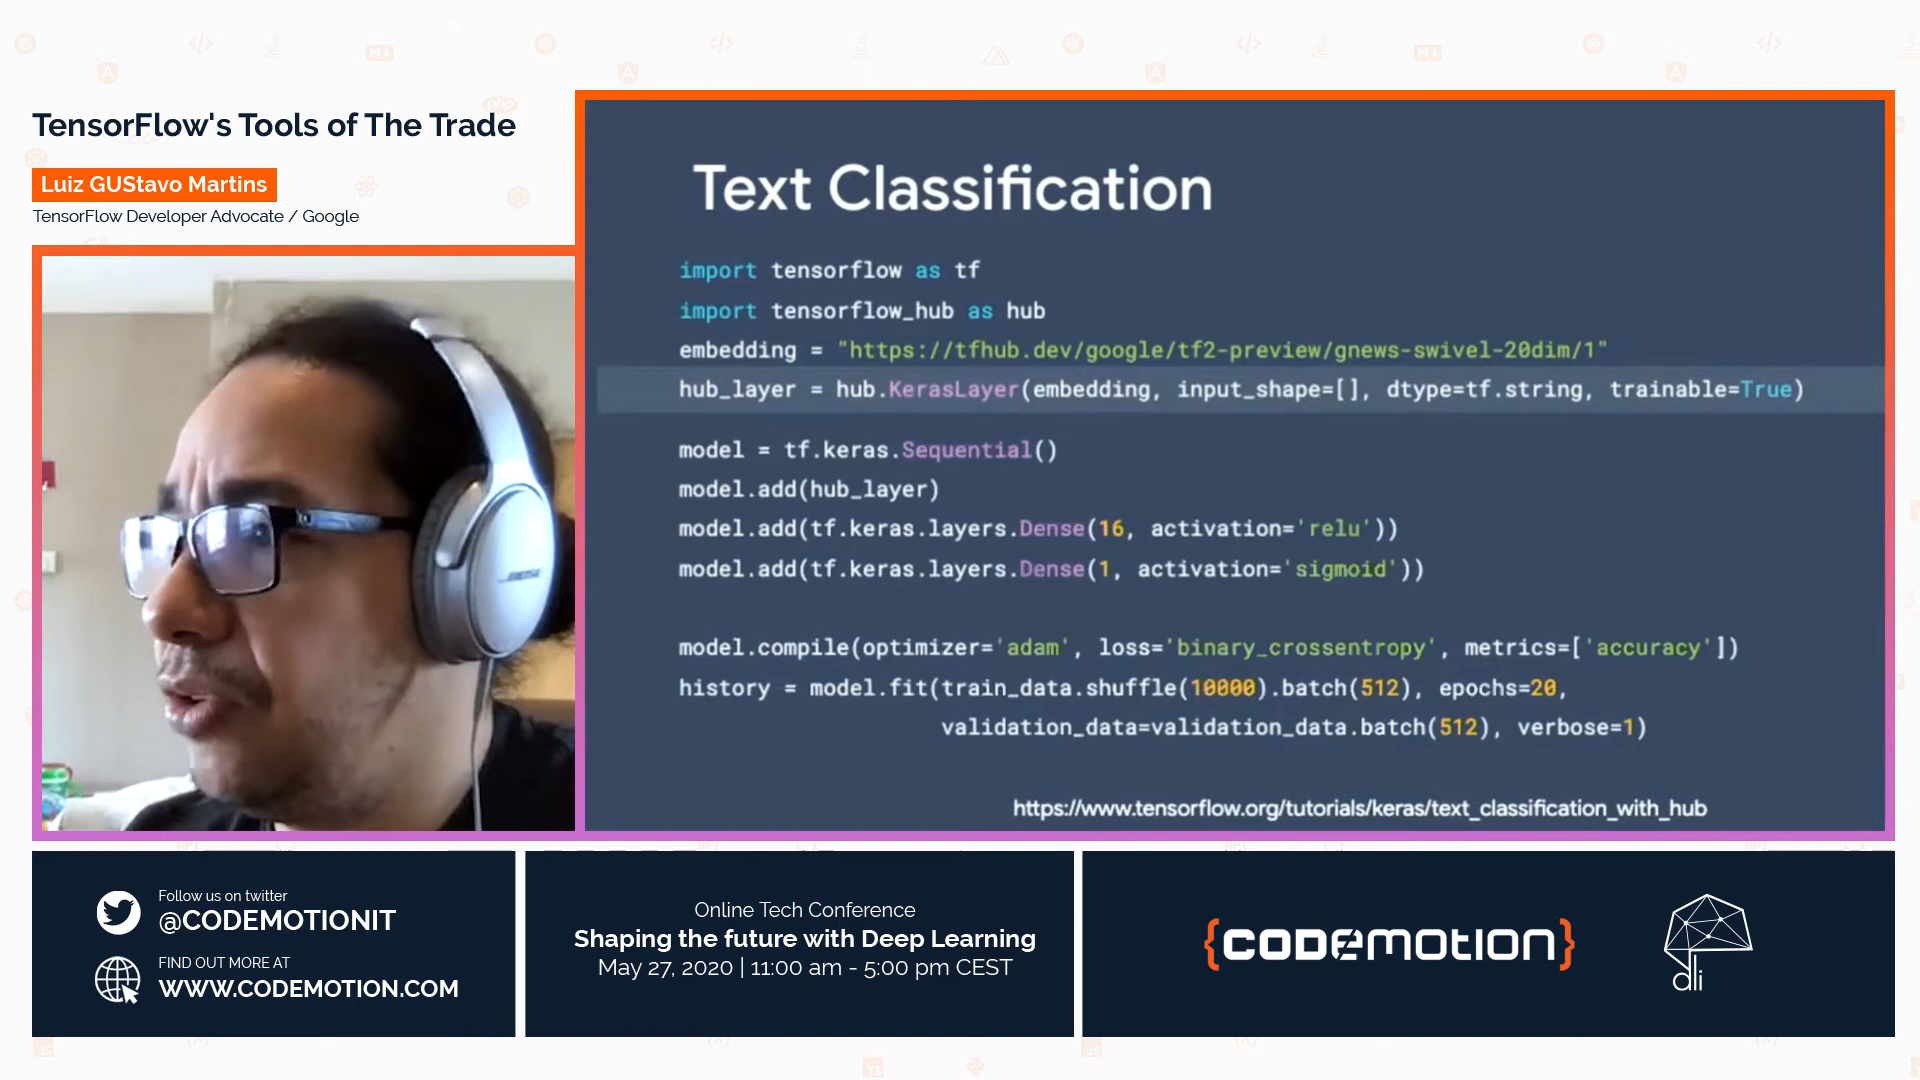 TensorFlow's Tools of The Trade
Luiz GUStavo Martins
TensorFlow Developer Advocate / Google
Text Classification
import tensorflow as tf
import tensorflow_hub as hub
embedding = "https://tfhub.dev/google/tf2-preview/gnews-swivel-20dim/1"
hub_layer = hub.KerasLayer(embedding, input_shape=[], dtype=tf.string, trainable=True)
model = tf.keras.Sequential()
model.add(hub_layer)
model.add(tf.keras.layers.Dense(16, activation='relu'))
model.add(tf.keras.layers.Dense(1, activation='sigmoid'))
model.compile(optimizer='adam', loss='binary_crossentropy', metrics=['accuracy'])
history = model.fit(train_data.shuffle(10000).batch(512), epochs=20,
validation_data=validation_data.batch(512), verbose=1)
https://www.tensorflow.org/tutorials/keras/text_classification_with_hub
BOSE
Follow us on twitter
@CODEMOTIONIT
FIND OUT MORE AT
WWW.CODEMOTION.COM
Online Tech Conference
Shaping the future with Deep Learning
May 27, 2020 | 11:00 am - 5:00 pm CEST
{CODEMOTION}
dli